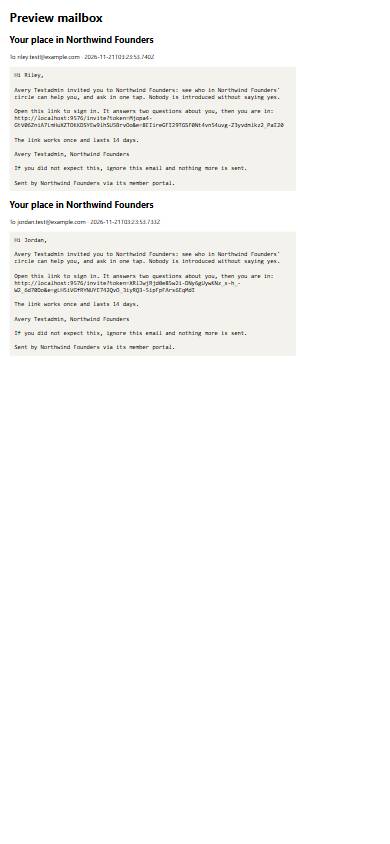 Preview mailbox
Your place in Northwind Founders
To riley.test@example.com · 2026-11-21T03:23:53.740Z
Hi Riley,
Avery Testadmin invited you to Northwind Founders: see who in Northwind Founders'
circle can help you, and ask in one tap. Nobody is introduced without saying yes.
Open this link to sign in. It answers two questions about you, then you are in:
The link works once and lasts 14 days.
Avery Testadmin, Northwind Founders
If you did not expect this, ignore this email and nothing more is sent.
Sent by Northwind Founders via its member portal.
Your place in Northwind Founders
To jordan.test@example.com · 2026-11-21T03:23:53.733Z
Hi Jordan,
Avery Testadmin invited you to Northwind Founders: see who in Northwind Founders'
circle can help you, and ask in one tap. Nobody is introduced without saying yes.
Open this link to sign in. It answers two questions about you, then you are in:
The link works once and lasts 14 days.
Avery Testadmin, Northwind Founders
If you did not expect this, ignore this email and nothing more is sent.
Sent by Northwind Founders via its member portal.